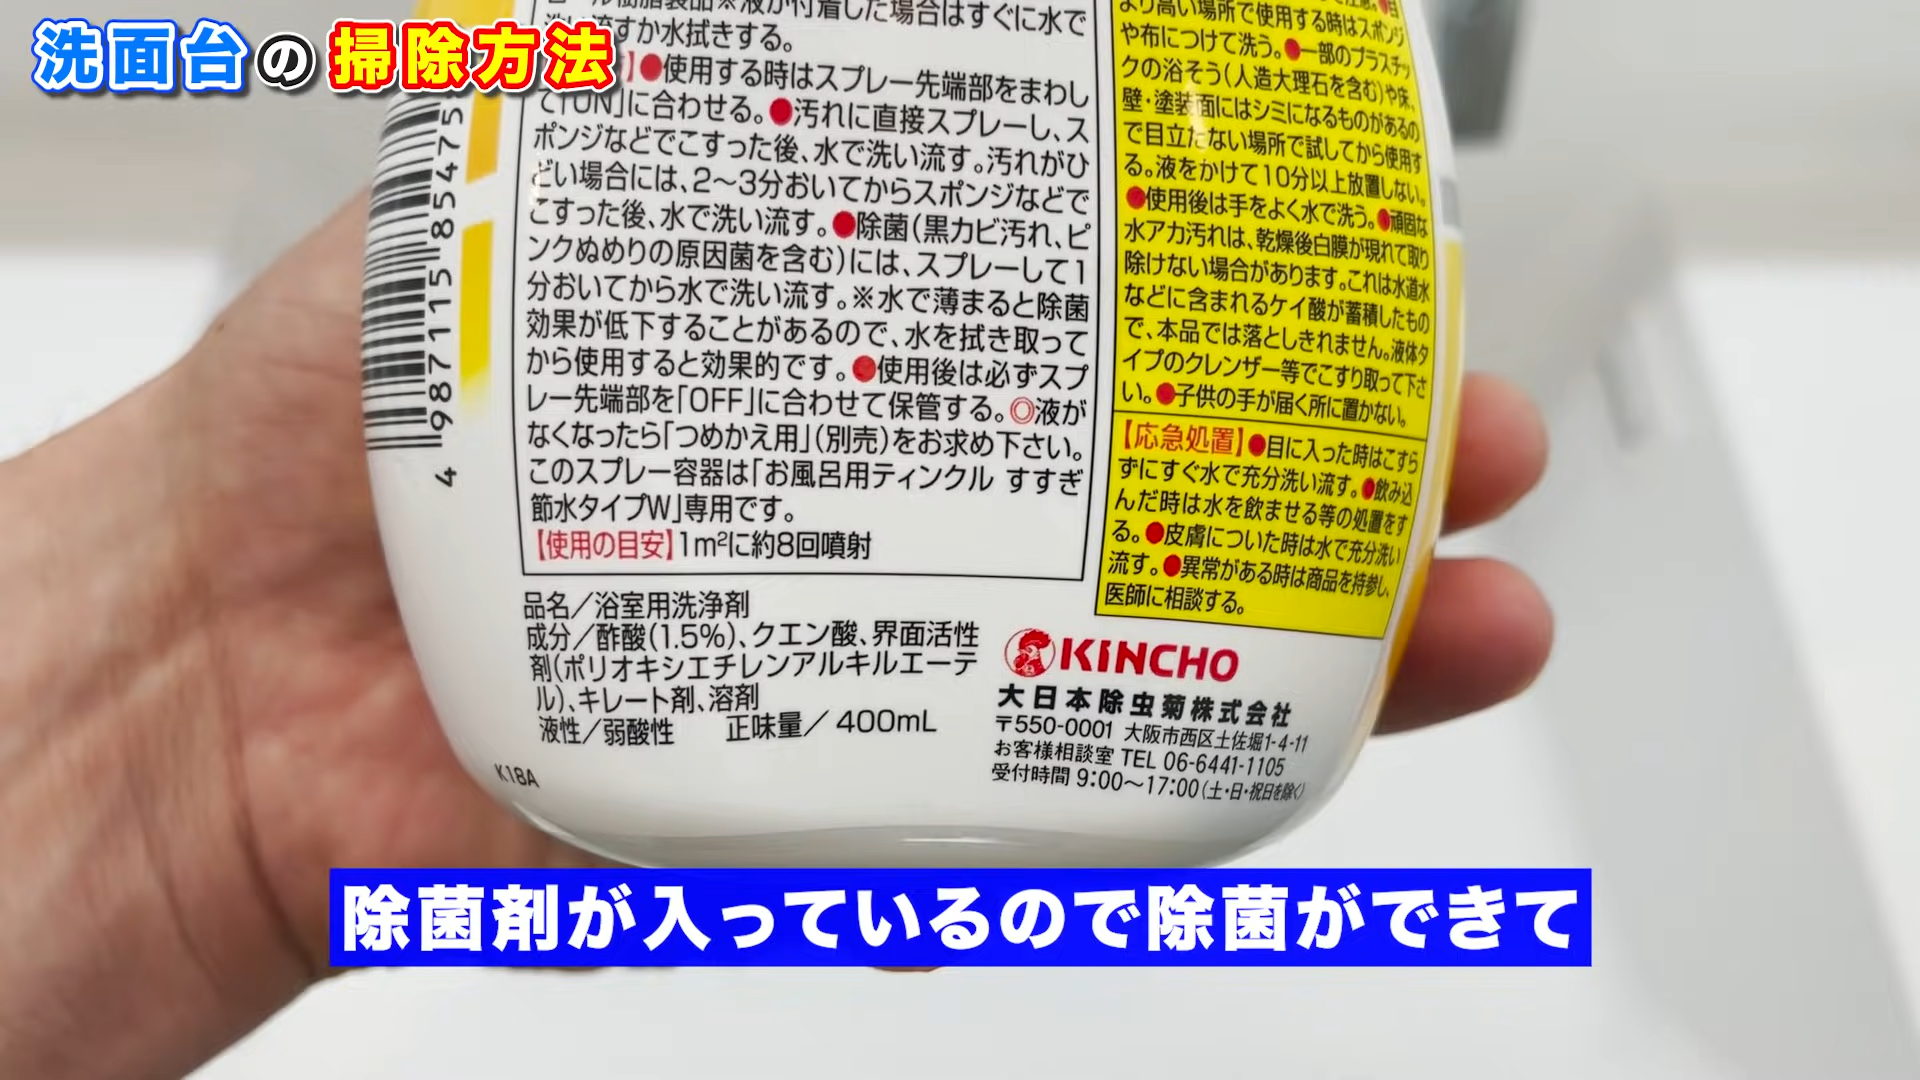 洗面台の掃除方法
ール樹脂製品※液が付着した場合はすぐに水で
洗い流すか水拭きする。
】●使用する時はスプレー先端部をまわし
て「ON」に合わせる。●汚れに直接スプレーし、ス
ポンジなどでこすった後、水で洗い流す。汚れがひ
どい場合には、2〜3分おいてからスポンジなどで
こすった後、水で洗い流す。●除菌(黒カビ汚れ、ピ
ンクぬめりの原因菌を含む)には、スプレーして1
分おいてから水で洗い流す。※水で薄まると除菌
効果が低下することがあるので、水を拭き取って
から使用すると効果的です。●使用後は必ずスプ
レー先端部を「OFF」に合わせて保管する。◎液が
なくなったら「つめかえ用」(別売)をお求め下さい。
このスプレー容器は「お風呂用ティンクル すすぎ
節水タイプW」専用です。
【使用の目安】1m²に約8回噴射
より高い場所で使用する時はスポンジ
や布につけて洗う。●一部のプラスチッ
クの浴そう(人造大理石を含む)や床、
壁・塗装面にはシミになるものがあるの
で目立たない場所で試してから使用す
る。液をかけて10分以上放置しない。
●使用後は手をよく水で洗う。●頑固な
水アカ汚れは、乾燥後白膜が現れて取り
除けない場合があります。これは水道水
などに含まれるケイ酸が蓄積したもの
で、本品では落としきれません。液体タ
イプのクレンザー等でこすり取って下さ
い。●子供の手が届く所に置かない。
【応急処置】●目に入った時はこすら
ずにすぐ水で充分洗い流す。●飲み込
んだ時は水を飲ませる等の処置をす
る。●皮膚についた時は水で充分洗い
流す。●異常がある時は商品を持参し、
医師に相談する。
4 987115 85475
品名／浴室用洗浄剤
成分／酢酸(1.5%)、クエン酸、界面活性
剤(ポリオキシエチレンアルキルエーテ
ル)、キレート剤、溶剤
液性／弱酸性 正味量／400mL
K18A
KINCHO
大日本除虫菊株式会社
〒550-0001 大阪市西区土佐堀1-4-11
お客様相談室 TEL 06-6441-1105
受付時間 9:00〜17:00(土・日・祝日を除く)
除菌剤が入っているので除菌ができて